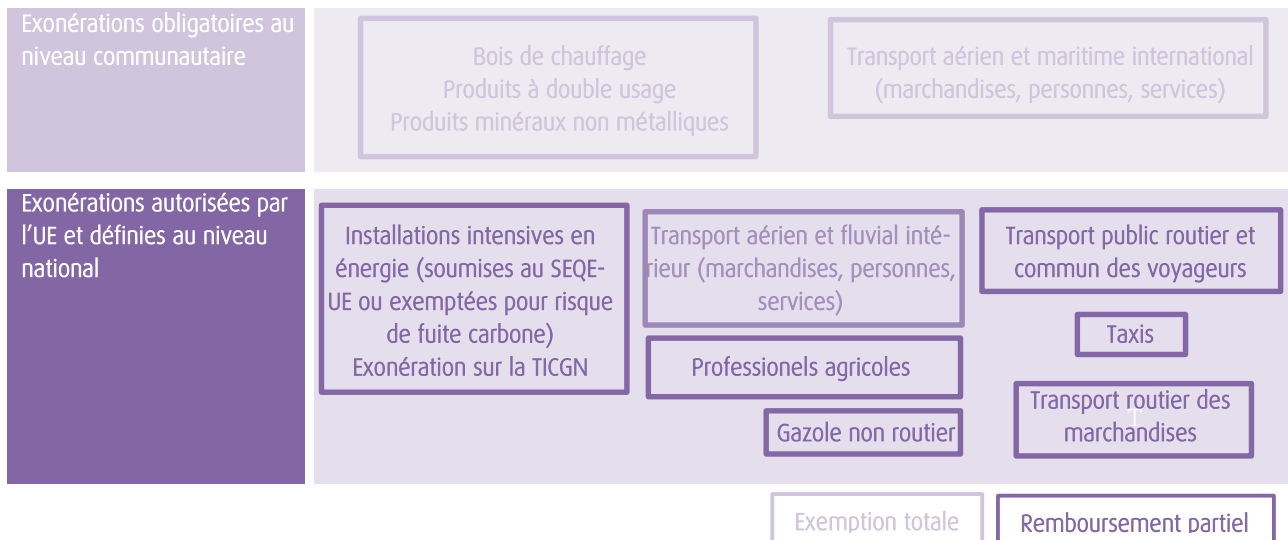 Exonérations obligatoires au
niveau communautaire
Bois de chauffage
Produits à double usage
Produits minéraux non métalliques
Transport aérien et maritime international
(marchandises, personnes, services)
Exonérations autorisées par
l'UE et définies au niveau
national
Installations intensives en
énergie (soumises au SEQE-
UE ou exemptées pour risque
de fuite carbone)
Exonération sur la TICGN
Transport aérien et fluvial inté-
rieur (marchandises, personnes,
services)
Professionels agricoles
Gazole non routier
Transport public routier et
commun des voyageurs
Taxis
Transport routier des
marchandises
Exemption totale
Remboursement partiel